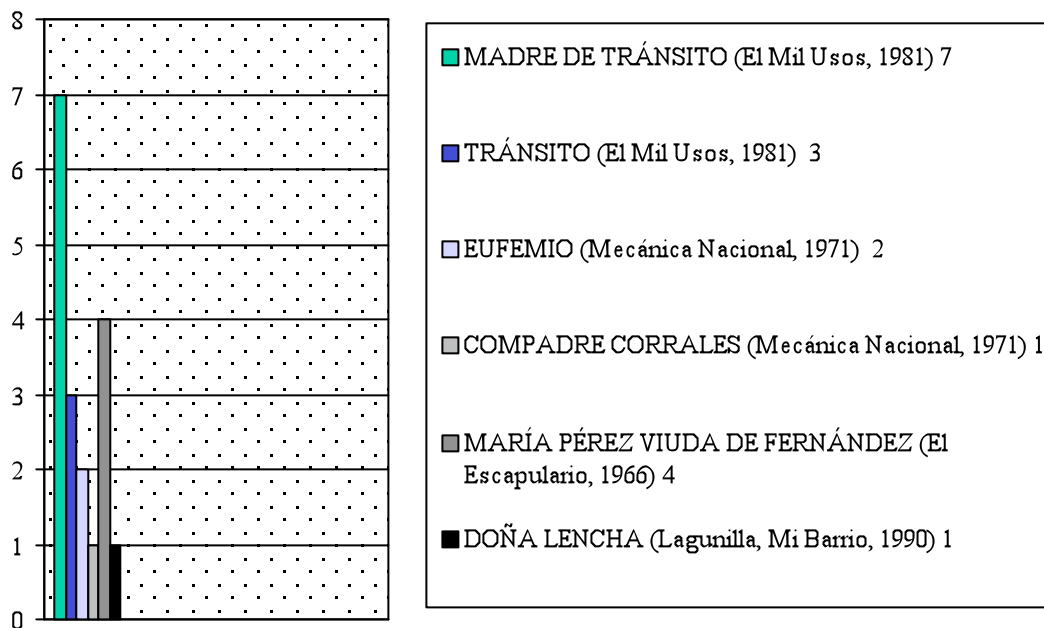 8
7
6
5
4
3
2
1
0
MADRE DE TRÁNSITO (El Mil Usos, 1981) 7
TRÁNSITO (El Mil Usos, 1981) 3
EUFEMIO (Mecánica Nacional, 1971) 2
COMPADRE CORRALES (Mecánica Nacional, 1971) 1
MARÍA PÉREZ VIUDA DE FERNÁNDEZ (El
Escapulario, 1966) 4
DOÑA LENCHA (Lagunilla, Mi Barrio, 1990) 1